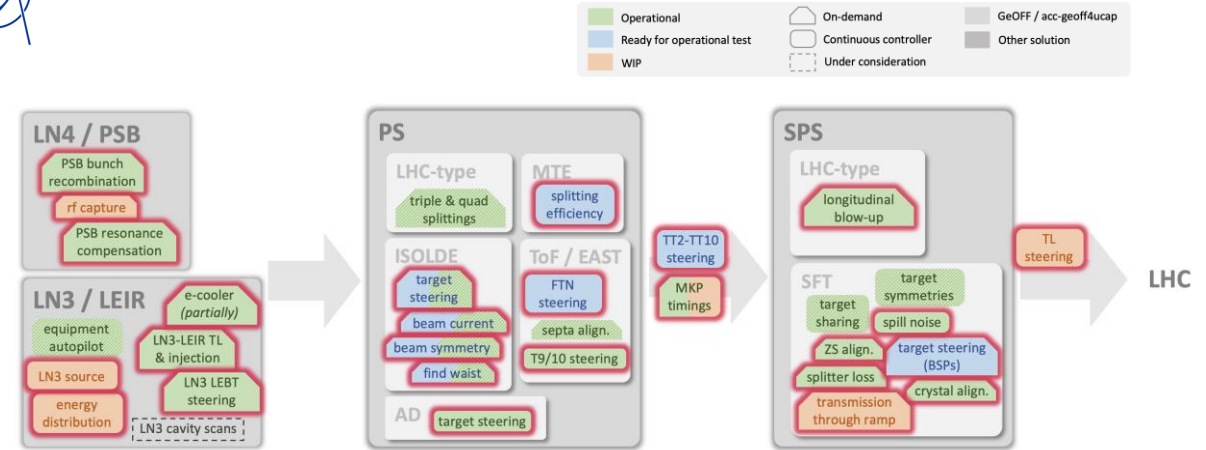 Operational
Ready for operational test
WIP
On-demand
Continuous controller
Under consideration
GeOFF / acc-geoff4ucap
Other solution
LN4 / PSB
PSB bunch
recombination
rf capture
PSB resonance
compensation
LN3 / LEIR
e-cooler
(partially)
equipment
autopilot
LN3-LEIR TL
& injection
LN3 source
LN3 LEBT
steering
energy
distribution
LN3 cavity scans
PS
LHC-type
triple & quad
splittings
MTE
splitting
efficiency
ISOLDE
target
steering
beam current
beam symmetry
find waist
ToF / EAST
FTN
steering
septa align.
T9/10 steering
AD
target steering
TT2-TT10
steering
MKP
timings
SPS
LHC-type
longitudinal
blow-up
SFT
target
symmetries
target
sharing
spill noise
ZS align.
target steering
(BSPs)
splitter loss
crystal align.
transmission
through ramp
TL
steering
LHC